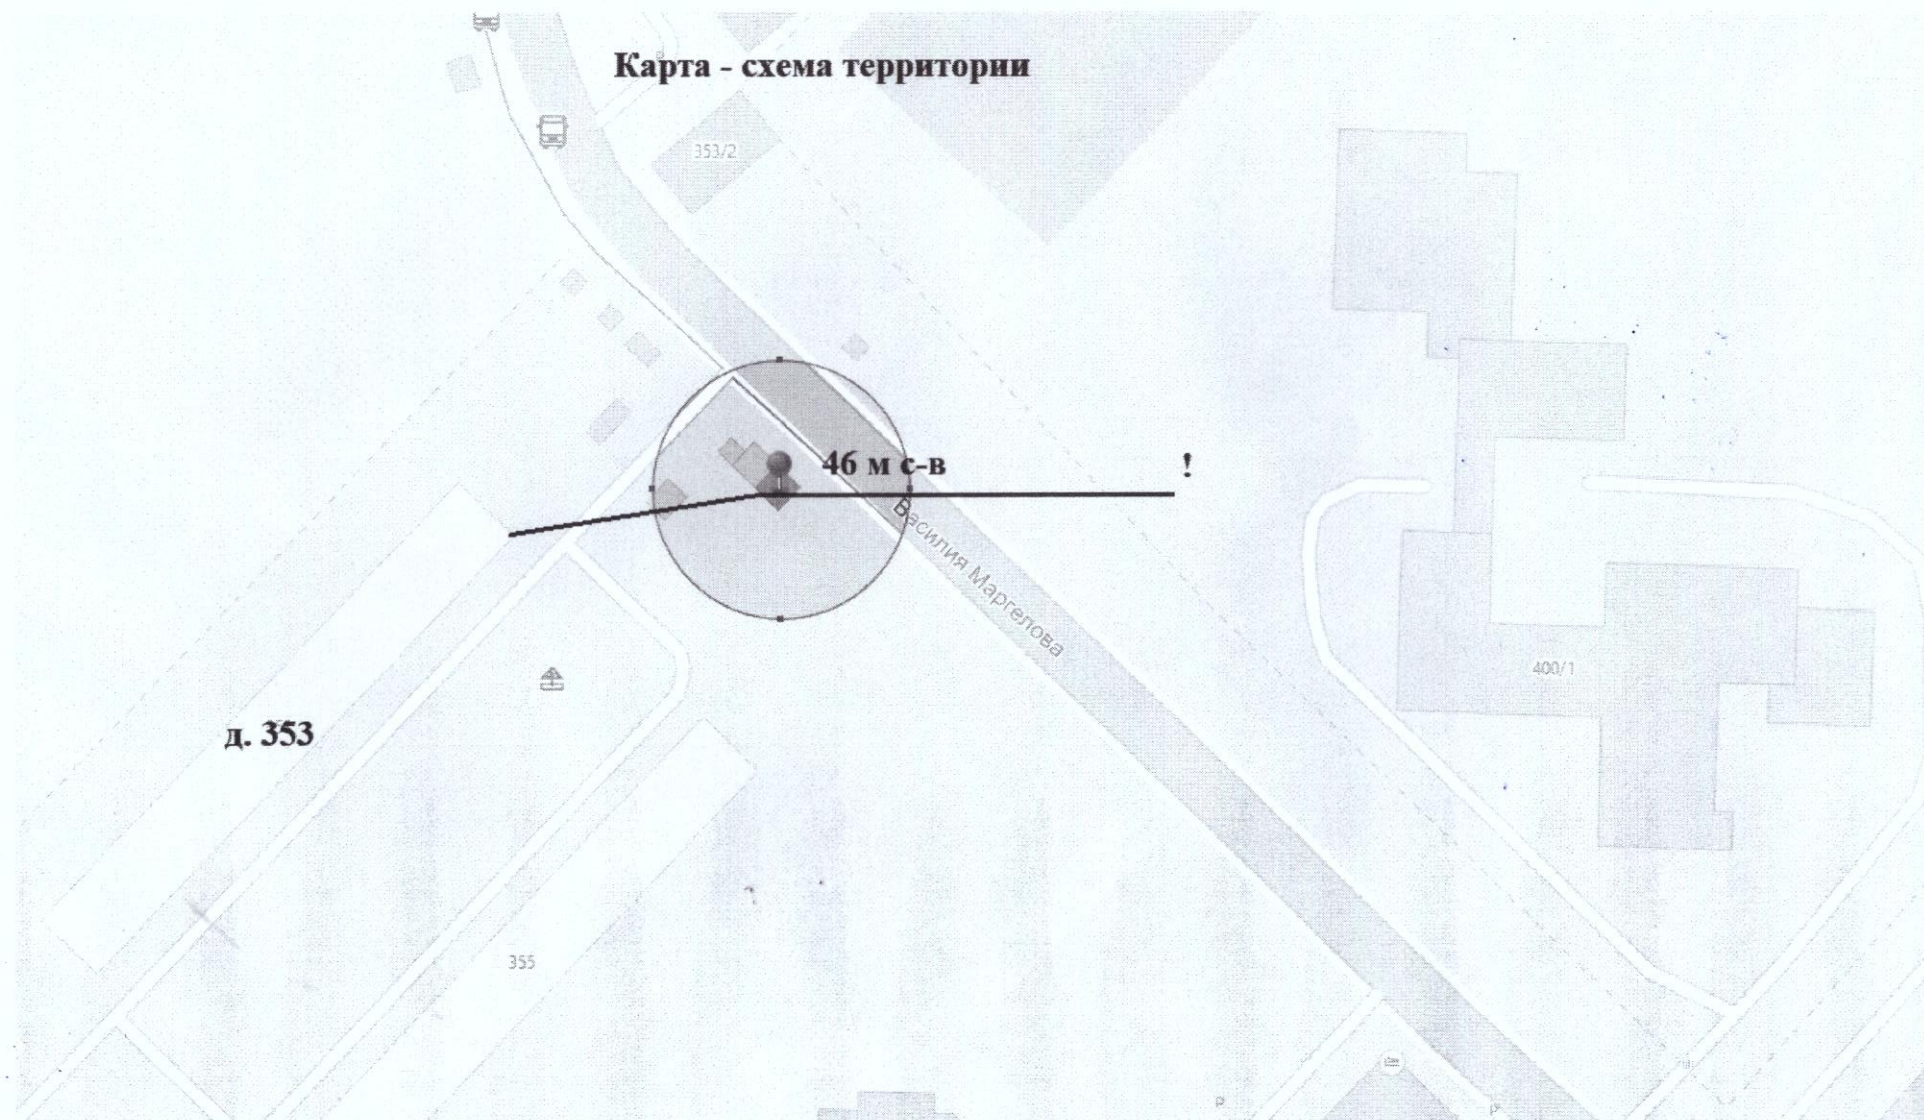 Карта - схема территории
353/2
46 м с-в
!
Василия Маргелова
400/1
д. 353
355
P
P